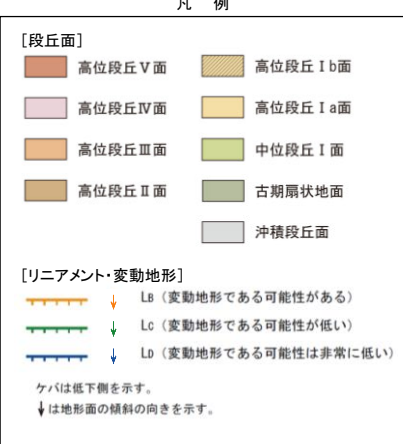 凡 例
[段丘面]
高位段丘Ⅴ面
高位段丘Ⅰb面
高位段丘Ⅳ面
高位段丘Ⅰa面
高位段丘Ⅲ面
中位段丘Ⅰ面
高位段丘Ⅱ面
古期扇状地面
沖積段丘面
[リニアメント・変動地形]
LB（変動地形である可能性がある）
LC（変動地形である可能性が低い）
LD（変動地形である可能性は非常に低い）
ケバは低下側を示す。
↓は地形面の傾斜の向きを示す。